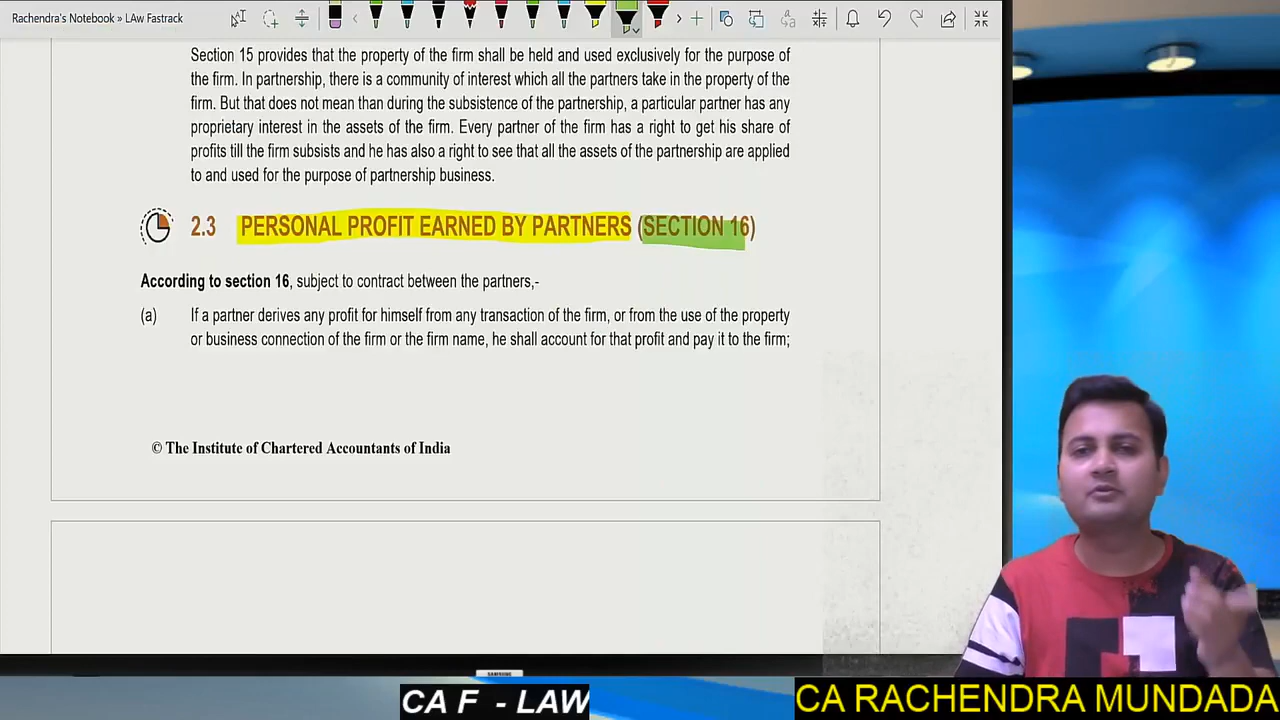 Rachendra's Notebook » LAw Fastrack
Section 15 provides that the property of the firm shall be held and used exclusively for the purpose of
the firm. In partnership, there is a community of interest which all the partners take in the property of the
firm. But that does not mean than during the subsistence of the partnership, a particular partner has any
proprietary interest in the assets of the firm. Every partner of the firm has a right to get his share of
profits till the firm subsists and he has also a right to see that all the assets of the partnership are applied
to and used for the purpose of partnership business.
2.3 PERSONAL PROFIT EARNED BY PARTNERS (SECTION 16)
According to section 16, subject to contract between the partners,-
(a) If a partner derives any profit for himself from any transaction of the firm, or from the use of the property
or business connection of the firm or the firm name, he shall account for that profit and pay it to the firm;
© The Institute of Chartered Accountants of India
SAMSUNG
CA F - LAW
CA RACHENDRA MUNDADA